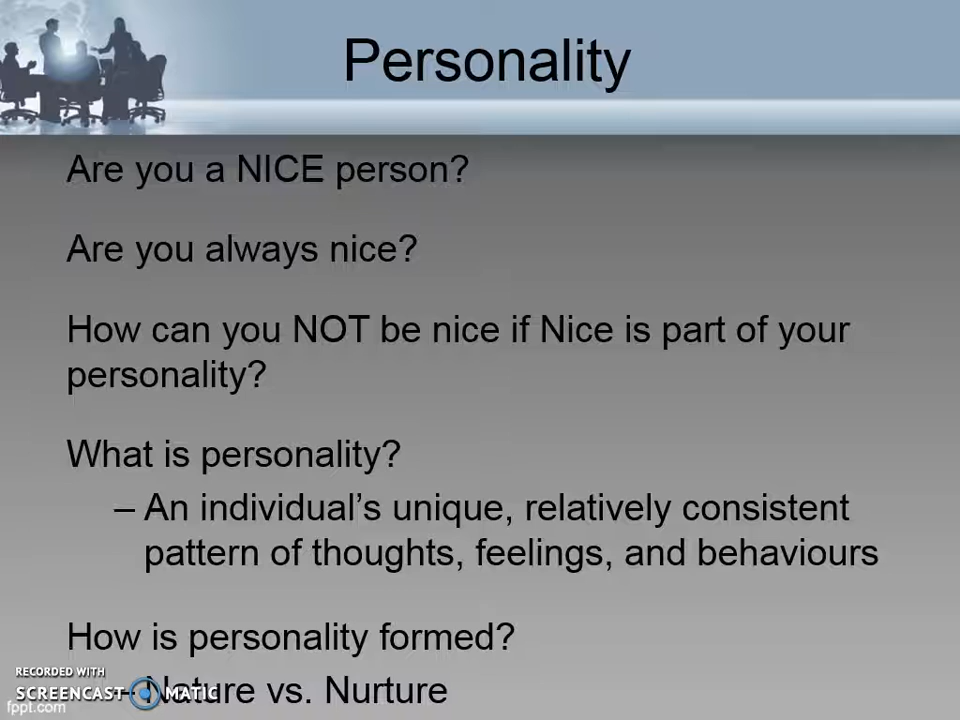 Personality
Are you a NICE person?
Are you always nice?
How can you NOT be nice if Nice is part of your
personality?
What is personality?
– An individual's unique, relatively consistent
pattern of thoughts, feelings, and behaviours
How is personality formed?
– Nature vs. Nurture
RECORDED WITH
SCREENCAST MATIC
fppt.com